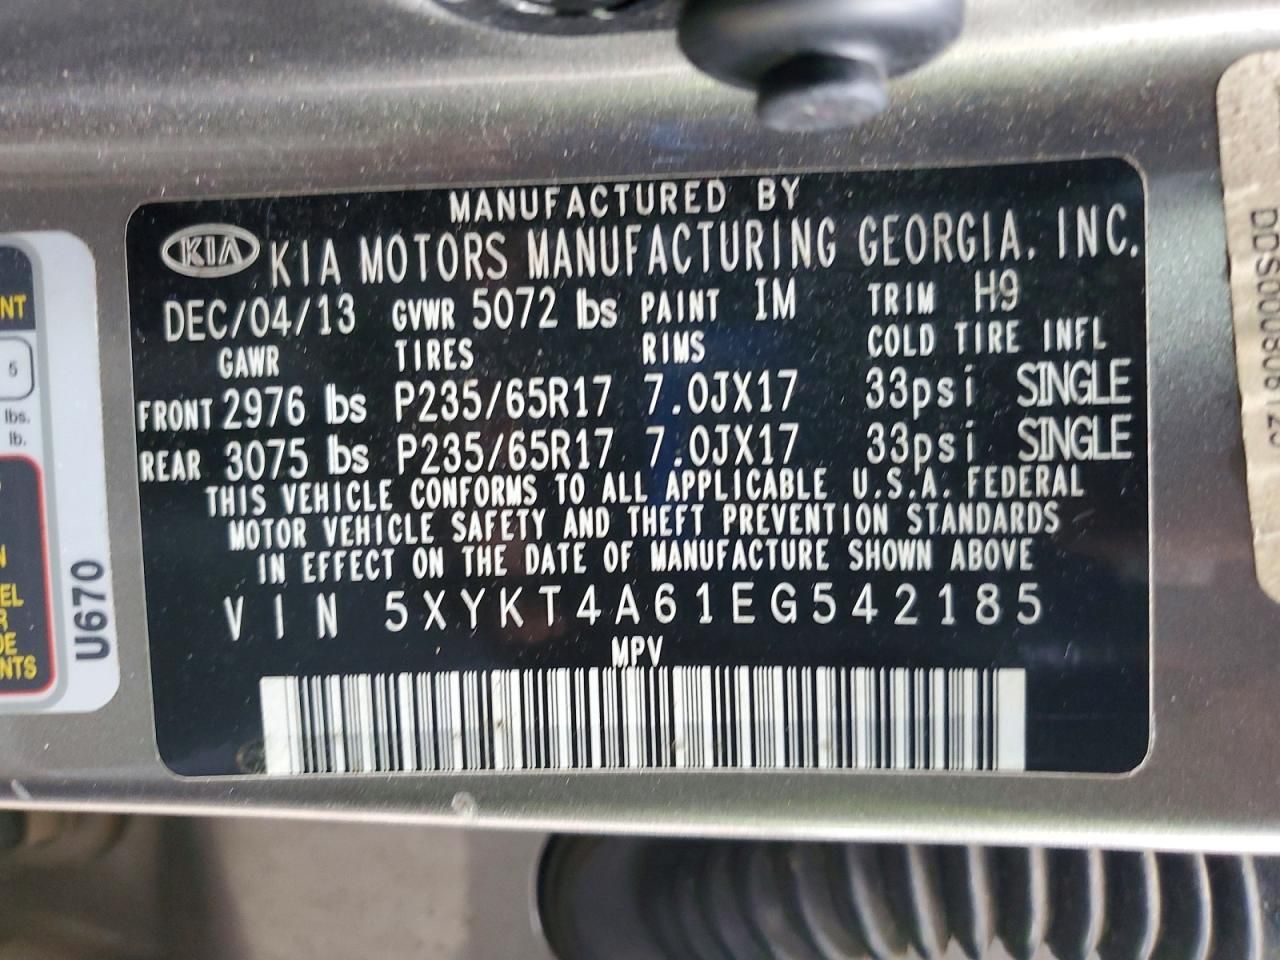 MANUFACTURED BY
KIA KIA MOTORS MANUFACTURING GEORGIA, INC.
DEC/04/13 GVWR 5072 lbs PAINT IM TRIM H9
GAWR TIRES RIMS COLD TIRE INFL
FRONT 2976 lbs P235/65R17 7.0JX17 33psi SINGLE
REAR 3075 lbs P235/65R17 7.0JX17 33psi SINGLE
THIS VEHICLE CONFORMS TO ALL APPLICABLE U.S.A. FEDERAL
MOTOR VEHICLE SAFETY AND THEFT PREVENTION STANDARDS
IN EFFECT ON THE DATE OF MANUFACTURE SHOWN ABOVE
VIN 5XYKT4A61EG542185
MPV
5
lbs.
lb.
U670